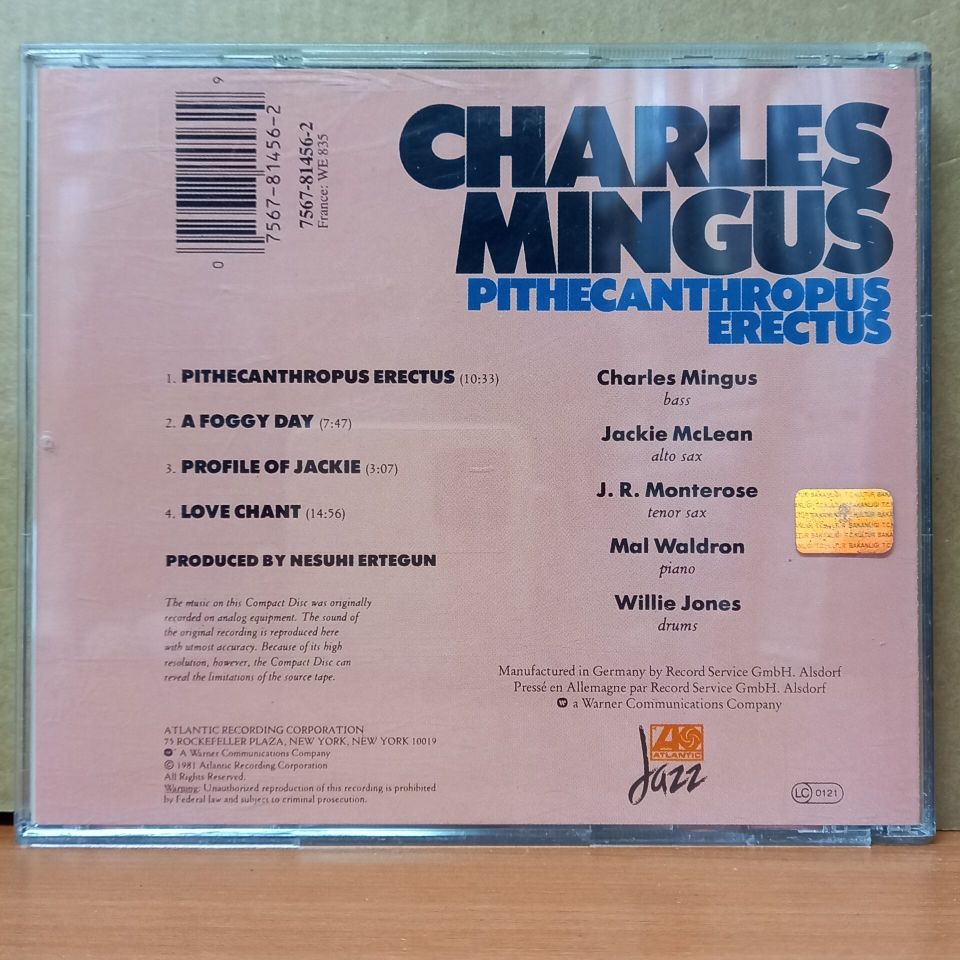 9
7567-81456-2
0
7567-81456-2
France: WE 835
CHARLES
MINGUS
PITHECANTHROPUS
ERECTUS
1. PITHECANTHROPUS ERECTUS (10:33)
2. A FOGGY DAY (7:47)
3. PROFILE OF JACKIE (3:07)
4. LOVE CHANT (14:56)
PRODUCED BY NESUHI ERTEGUN
The music on this Compact Disc was originally
recorded on analog equipment. The sound of
the original recording is reproduced here
with utmost accuracy. Because of its high
resolution, however, the Compact Disc can
reveal the limitations of the source tape.
ATLANTIC RECORDING CORPORATION
75 ROCKEFELLER PLAZA, NEW YORK, NEW YORK 10019
A Warner Communications Company
© 1981 Atlantic Recording Corporation
All Rights Reserved.
Warning: Unauthorized reproduction of this recording is prohibited
by Federal law and subject to criminal prosecution.
Charles Mingus
bass
Jackie McLean
alto sax
J. R. Monterose
tenor sax
Mal Waldron
piano
Willie Jones
drums
Manufactured in Germany by Record Service GmbH. Alsdorf
Pressé en Allemagne par Record Service GmbH. Alsdorf
a Warner Communications Company
ATLANTIC
Jazz
LC 0121